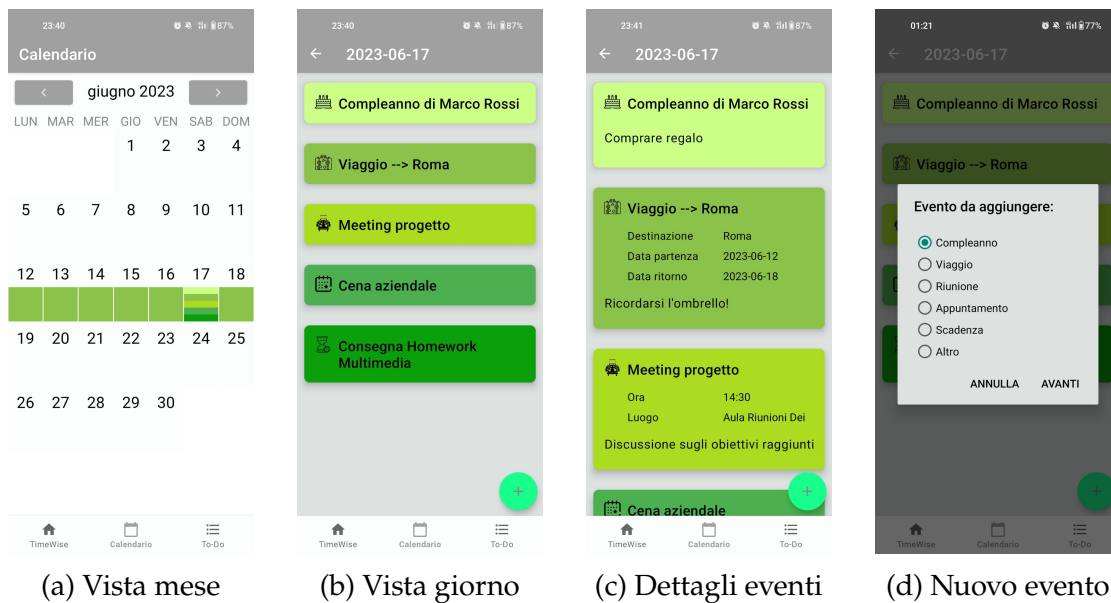 23:40
87%
Calendario
<
giugno 2023
>
LUN MAR MER GIO VEN SAB DOM
1 2 3 4
5 6 7 8 9 10 11
12 13 14 15 16 17 18
19 20 21 22 23 24 25
26 27 28 29 30
TimeWise
Calendario
To-Do
(a) Vista mese
23:40
87%
← 2023-06-17
Compleanno di Marco Rossi
Viaggio --> Roma
Meeting progetto
Cena aziendale
Consegna Homework
Multimedia
+
TimeWise
Calendario
To-Do
(b) Vista giorno
23:41
87%
← 2023-06-17
Compleanno di Marco Rossi
Comprare regalo
Viaggio --> Roma
Destinazione Roma
Data partenza 2023-06-12
Data ritorno 2023-06-18
Ricordarsi l'ombrello!
Meeting progetto
Ora 14:30
Luogo Aula Riunioni Dei
Discussione sugli obiettivi raggiunti
Cena aziendale
+
TimeWise
Calendario
To-Do
(c) Dettagli eventi
01:21
77%
← 2023-06-17
Compleanno di Marco Rossi
Viaggio --> Roma
Evento da aggiungere:
Compleanno
Viaggio
Riunione
Appuntamento
Scadenza
Altro
ANNULLA AVANTI
+
TimeWise
Calendario
To-Do
(d) Nuovo evento